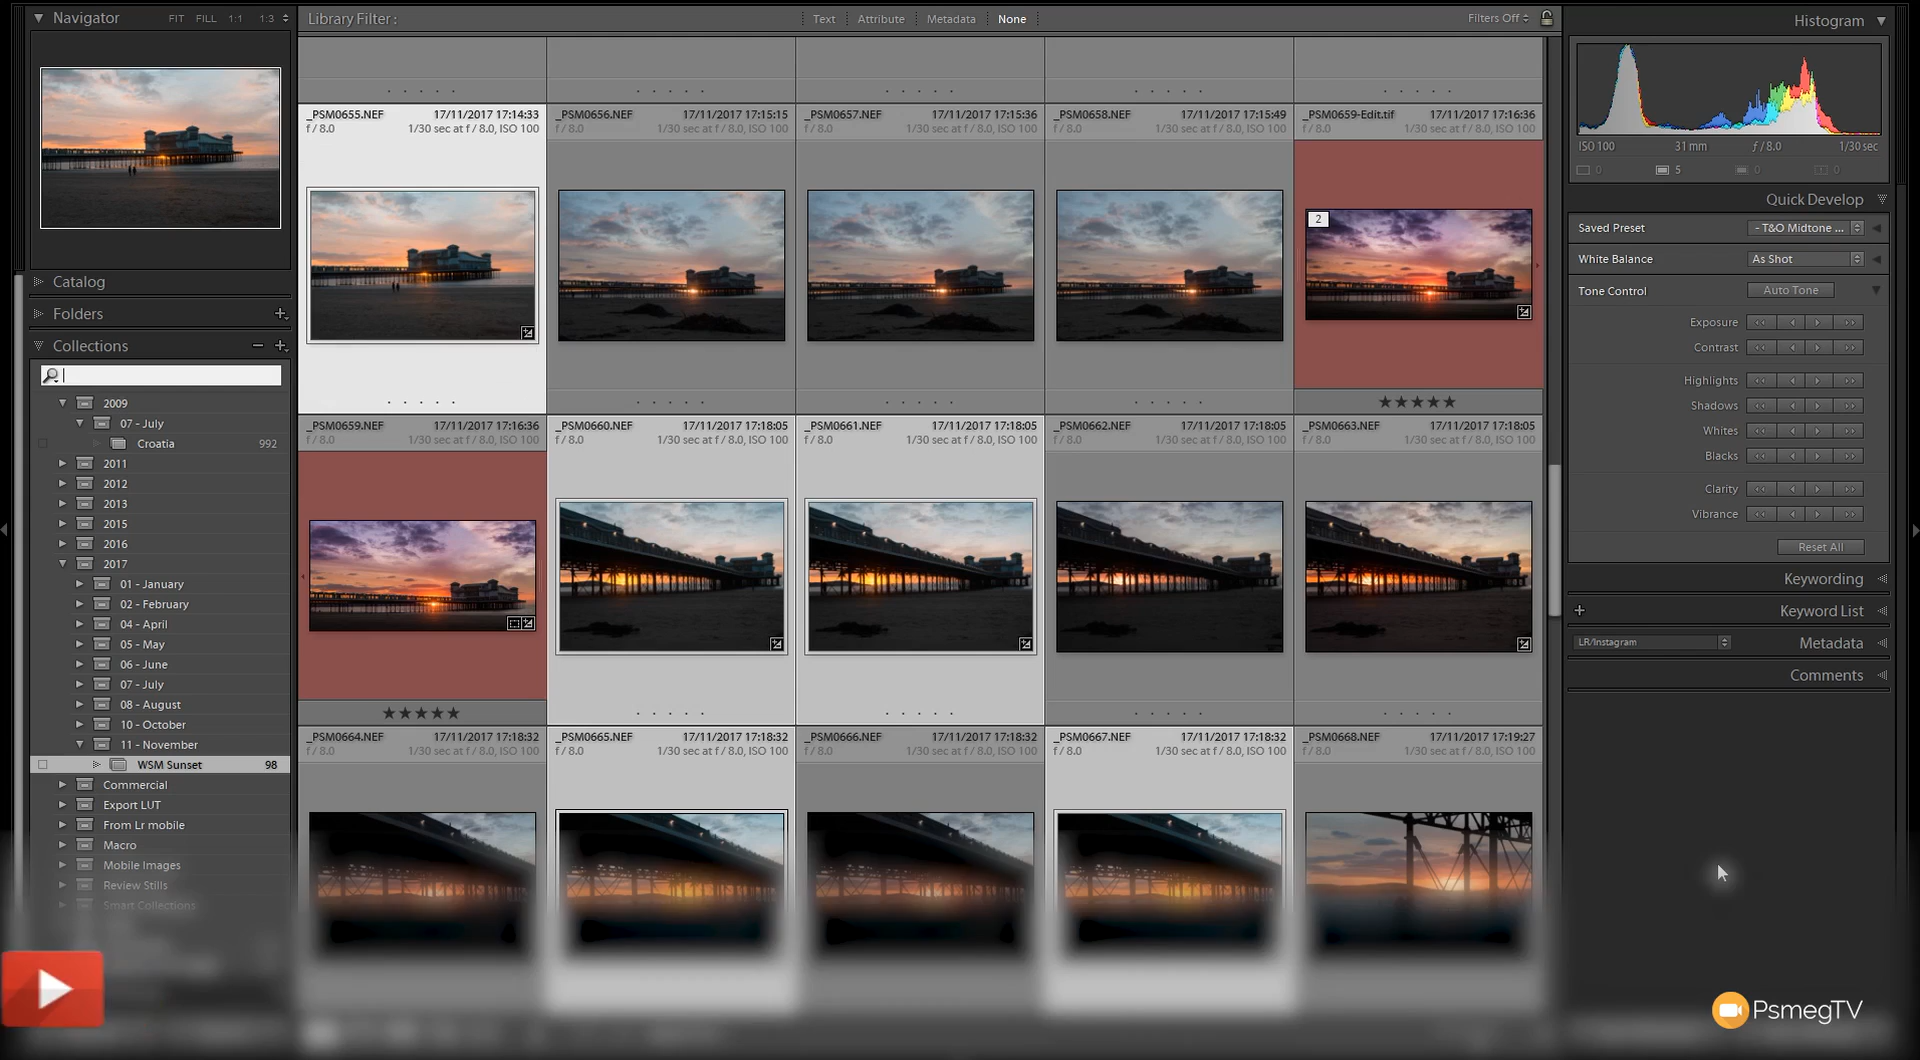 Navigator FIT FILL 1:1 1:3
Library Filter : Text Attribute Metadata None Filters Off
Histogram
ISO 100 31 mm ƒ / 8.0 1/30 sec
0 5 0 0
Quick Develop
Saved Preset - T&O Midtone ...
White Balance As Shot
Tone Control Auto Tone
Exposure
Contrast
Highlights
Shadows
Whites
Blacks
Clarity
Vibrance
Reset All
Keywording
Keyword List
LR/Instagram Metadata
Comments
Catalog
Folders
Collections
2009
07 - July
Croatia 992
2011
2012
2013
2015
2016
2017
01 - January
02 - February
04 - April
05 - May
06 - June
07 - July
08 - August
10 - October
11 - November
WSM Sunset 98
Commercial
Export LUT
From Lr mobile
Macro
Mobile Images
Review Stills
Smart Collections
_PSM0655.NEF 17/11/2017 17:14:33
f / 8.0 1/30 sec at f / 8.0, ISO 100
_PSM0656.NEF 17/11/2017 17:15:15
f / 8.0 1/30 sec at f / 8.0, ISO 100
_PSM0657.NEF 17/11/2017 17:15:36
f / 8.0 1/30 sec at f / 8.0, ISO 100
_PSM0658.NEF 17/11/2017 17:15:49
f / 8.0 1/30 sec at f / 8.0, ISO 100
_PSM0659-Edit.tif 17/11/2017 17:16:36
f / 8.0 1/30 sec at f / 8.0, ISO 100
2
★★★★★
_PSM0659.NEF 17/11/2017 17:16:36
f / 8.0 1/30 sec at f / 8.0, ISO 100
★★★★★
_PSM0660.NEF 17/11/2017 17:18:05
f / 8.0 1/30 sec at f / 8.0, ISO 100
_PSM0661.NEF 17/11/2017 17:18:05
f / 8.0 1/30 sec at f / 8.0, ISO 100
_PSM0662.NEF 17/11/2017 17:18:05
f / 8.0 1/30 sec at f / 8.0, ISO 100
_PSM0663.NEF 17/11/2017 17:18:05
f / 8.0 1/30 sec at f / 8.0, ISO 100
_PSM0664.NEF 17/11/2017 17:18:32
f / 8.0 1/30 sec at f / 8.0, ISO 100
_PSM0665.NEF 17/11/2017 17:18:32
f / 8.0 1/30 sec at f / 8.0, ISO 100
_PSM0666.NEF 17/11/2017 17:18:32
f / 8.0 1/30 sec at f / 8.0, ISO 100
_PSM0667.NEF 17/11/2017 17:18:32
f / 8.0 1/30 sec at f / 8.0, ISO 100
_PSM0668.NEF 17/11/2017 17:19:27
f / 8.0 1/30 sec at f / 8.0, ISO 100
PsmegTV